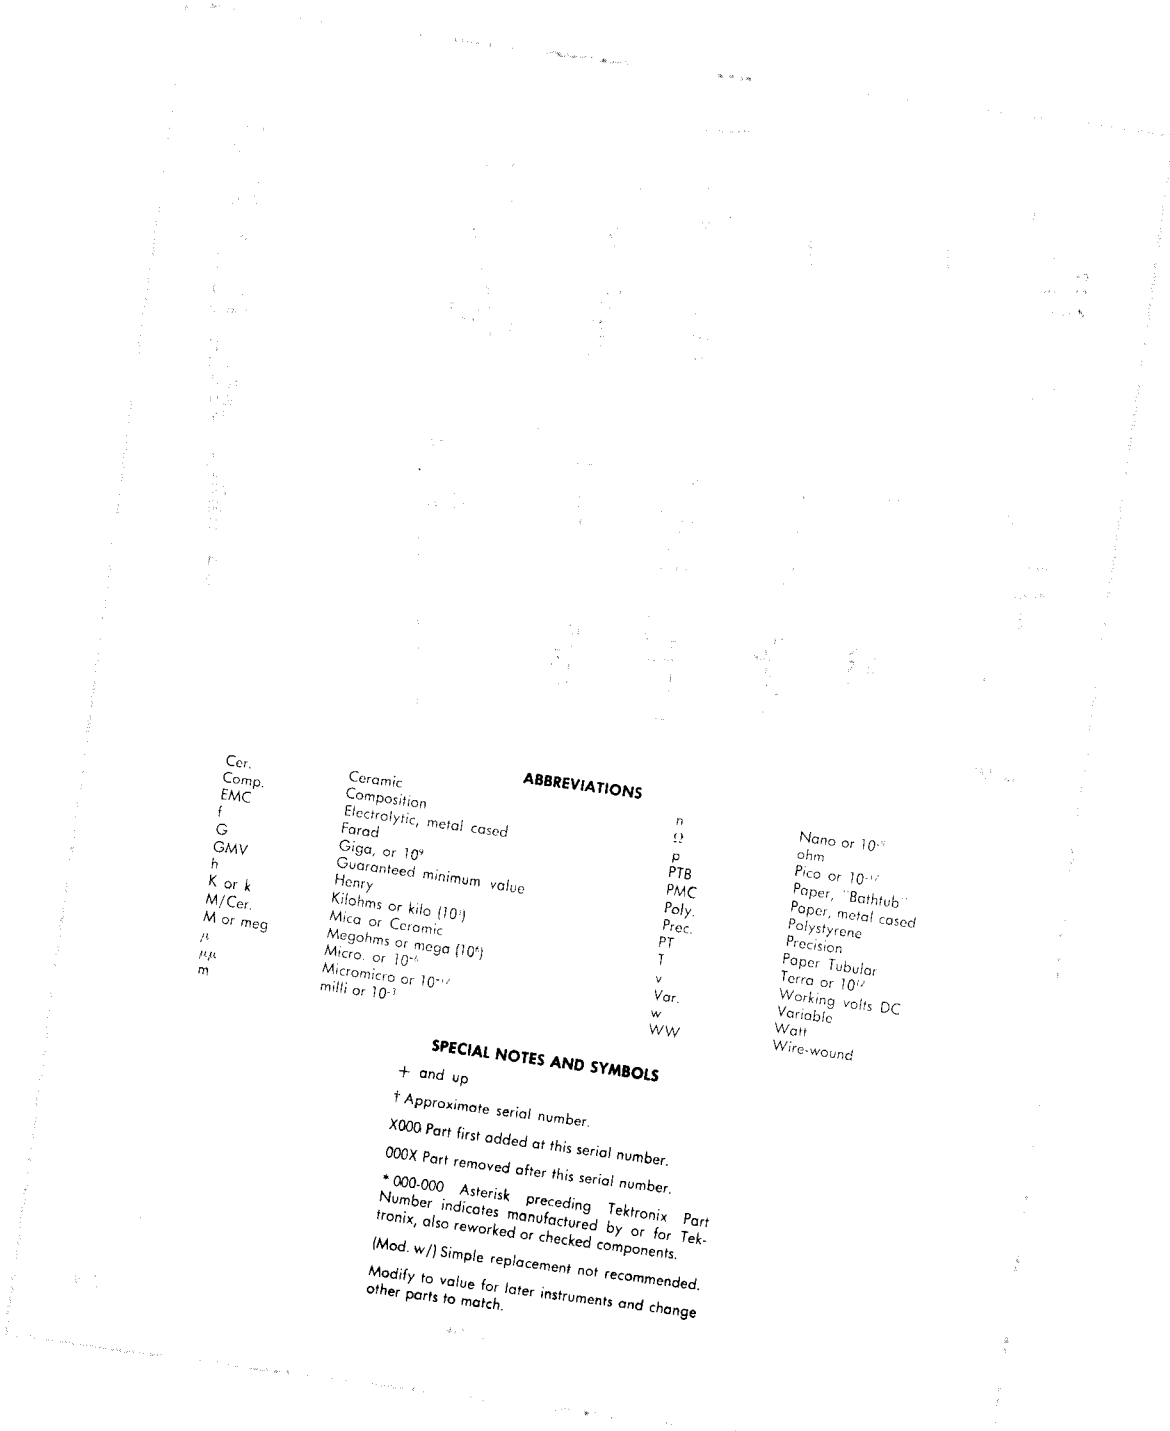 ABBREVIATIONS
Cer. Ceramic
Comp. Composition
EMC Electrolytic, metal cased
f Farad
G Giga, or 10⁹
GMV Guaranteed minimum value
h Henry
K or k Kilohms or kilo (10³)
M/Cer. Mica or Ceramic
M or meg Megohms or mega (10⁶)
μ Micro. or 10⁻⁶
μμ Micromicro or 10⁻¹²
m milli or 10⁻³
n Nano or 10⁻⁹
Ω ohm
p Pico or 10⁻¹²
PTB Paper, "Bathtub"
PMC Paper, metal cased
Poly. Polystyrene
Prec. Precision
PT Paper Tubular
T Terra or 10¹²
v Working volts DC
Var. Variable
w Watt
WW Wire-wound
SPECIAL NOTES AND SYMBOLS
+ and up
† Approximate serial number.
X000 Part first added at this serial number.
000X Part removed after this serial number.
* 000-000 Asterisk preceding Tektronix Part
Number indicates manufactured by or for Tek-
tronix, also reworked or checked components.
(Mod. w/) Simple replacement not recommended.
Modify to value for later instruments and change
other parts to match.